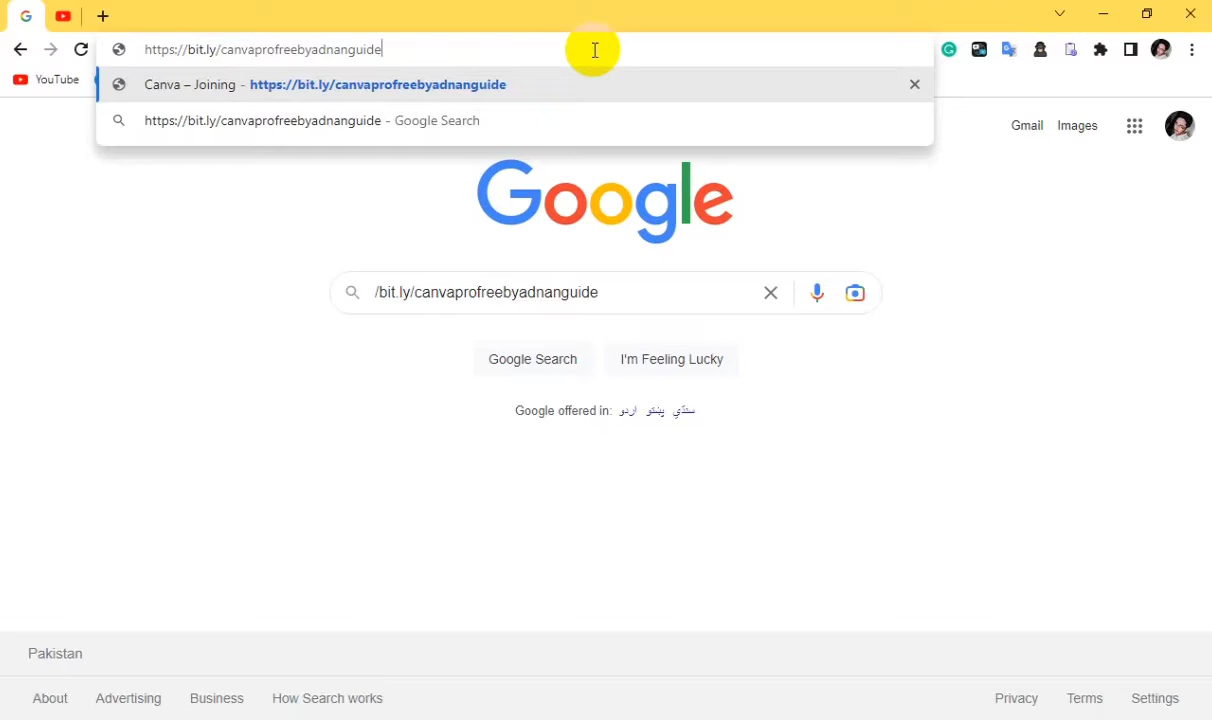 https://bit.ly/canvaprofreebyadnanguide
YouTube
Canva – Joining - https://bit.ly/canvaprofreebyadnanguide
https://bit.ly/canvaprofreebyadnanguide - Google Search
Gmail Images
Google
/bit.ly/canvaprofreebyadnanguide
Google Search I'm Feeling Lucky
Google offered in: اردو پښتو سنڌي
Pakistan
About Advertising Business How Search works Privacy Terms Settings